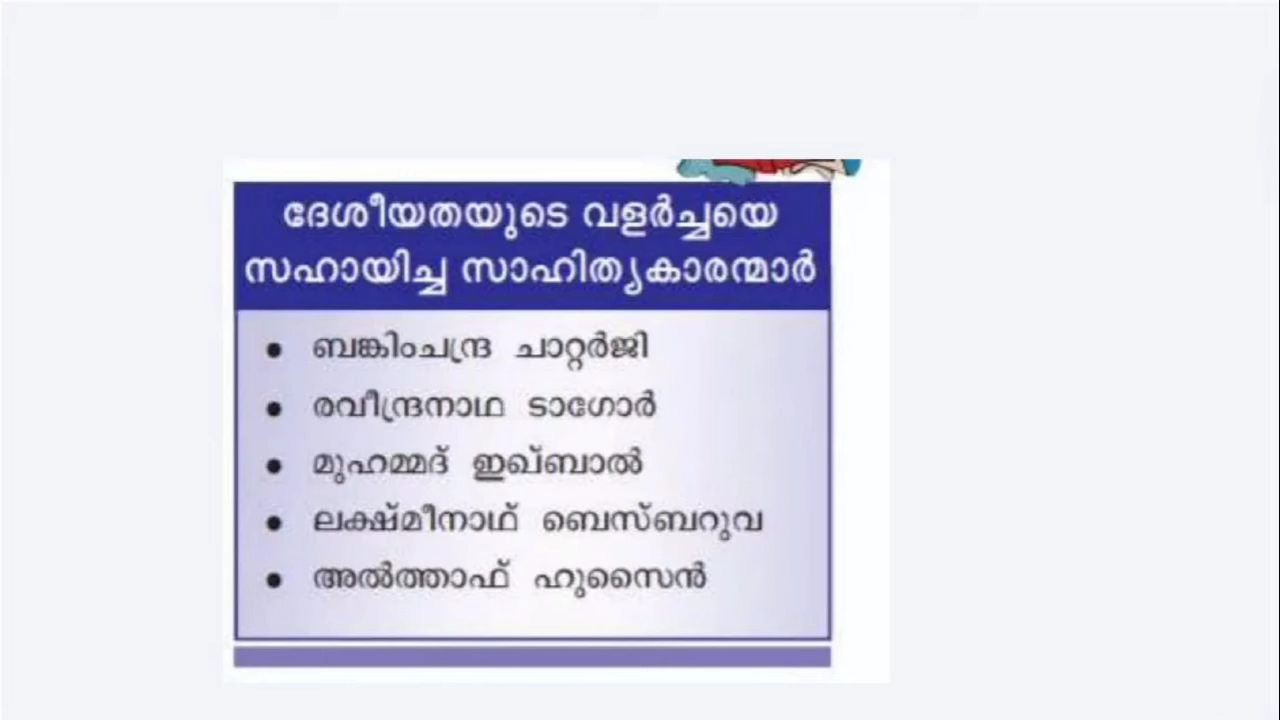 ദേശീയതയുടെ വളർച്ചയെ
സഹായിച്ച സാഹിത്യകാരന്മാർ
• ബങ്കിംചന്ദ്ര ചാറ്റർജി
• രവീന്ദ്രനാഥ ടാഗോർ
• മുഹമ്മദ് ഇഖ്ബാൽ
• ലക്ഷ്മീനാഥ് ബെസ്ബറുവ
• അൽത്താഫ് ഹുസൈൻ